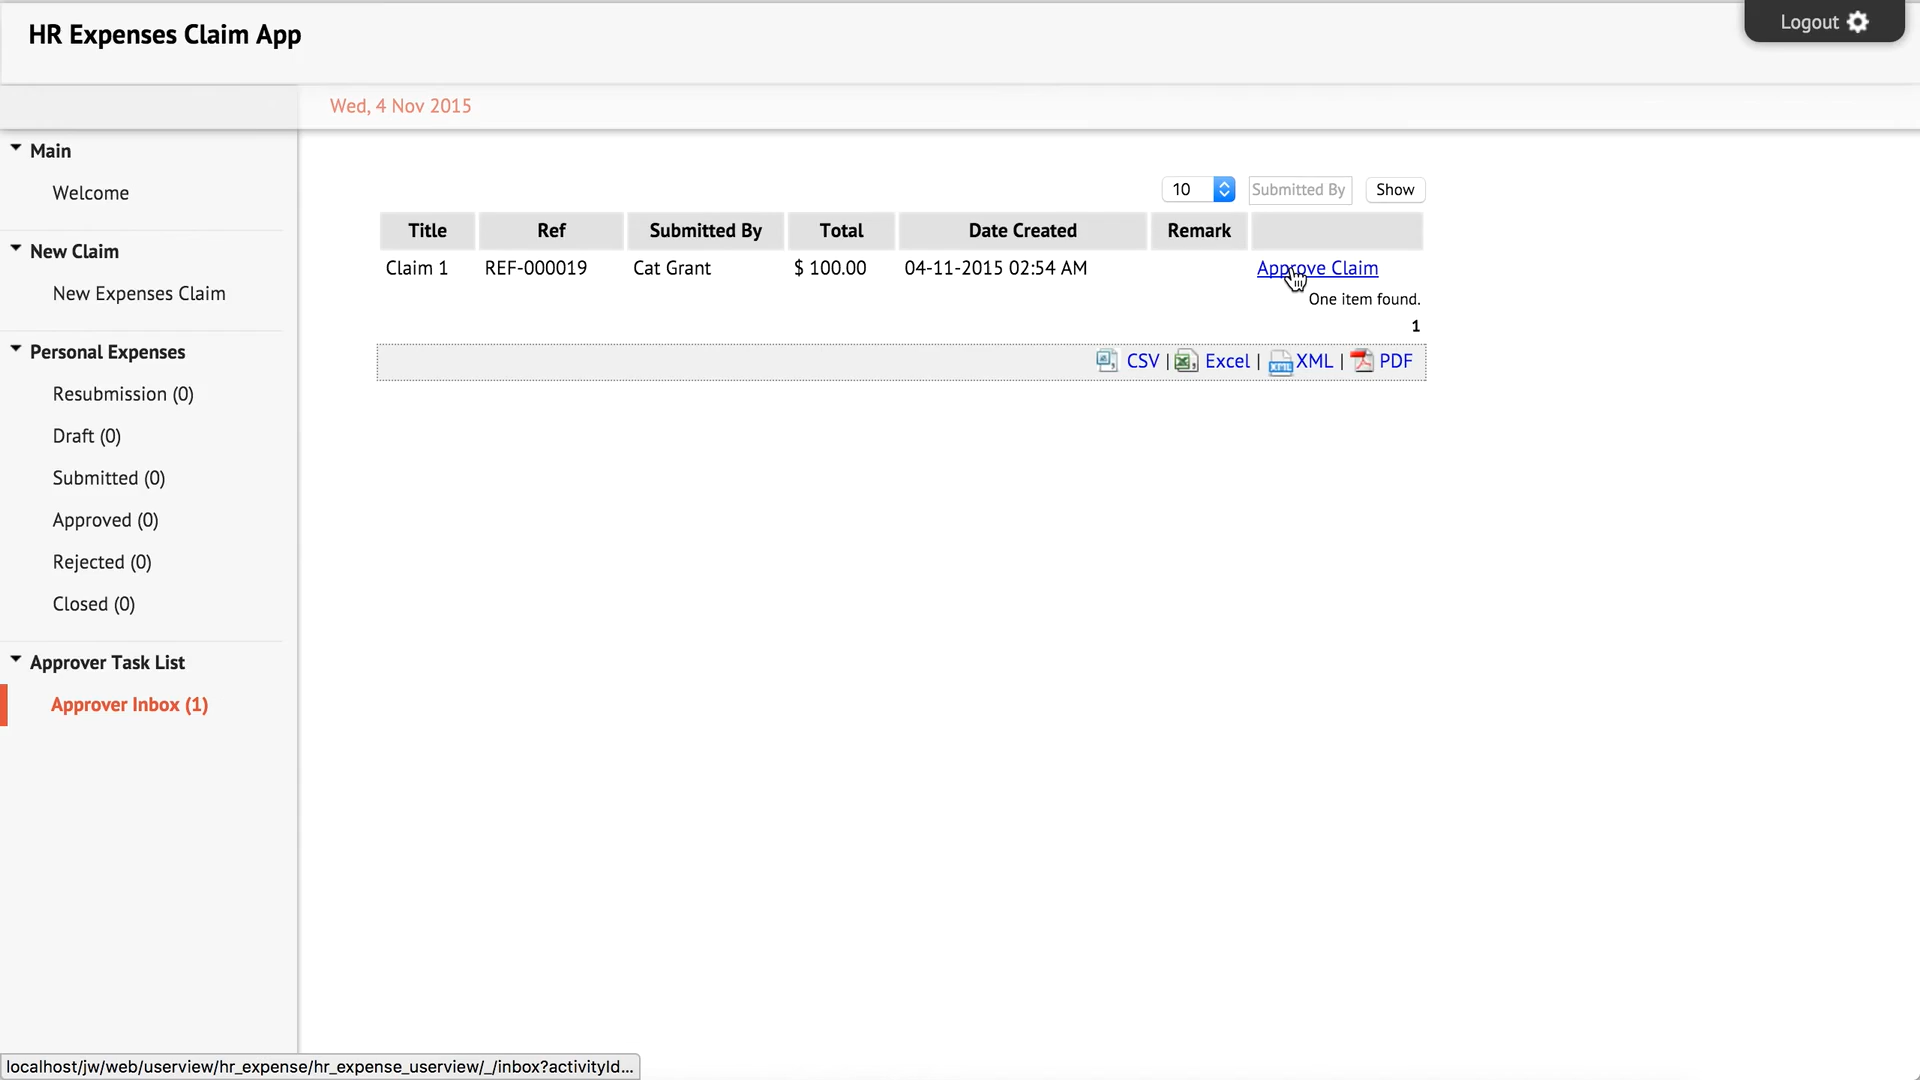 HR Expenses Claim App
Logout
Wed, 4 Nov 2015
Main
Welcome
New Claim
New Expenses Claim
Personal Expenses
Resubmission (0)
Draft (0)
Submitted (0)
Approved (0)
Rejected (0)
Closed (0)
Approver Task List
Approver Inbox (1)
10 Submitted By Show
Title Ref Submitted By Total Date Created Remark
Claim 1 REF-000019 Cat Grant $ 100.00 04-11-2015 02:54 AM Approve Claim
One item found.
1
CSV | Excel | XML | PDF
localhost/jw/web/userview/hr_expense/hr_expense_userview/_/inbox?activityId...